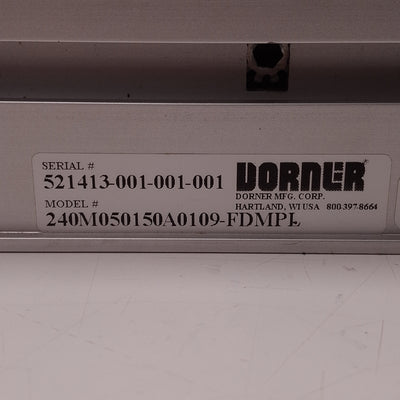 SERIAL #
521413-001-001-001
DORNER
DORNER MFG. CORP.
HARTLAND, WI USA 800-397-8664
MODEL #
240M050150A0109-FDMPL